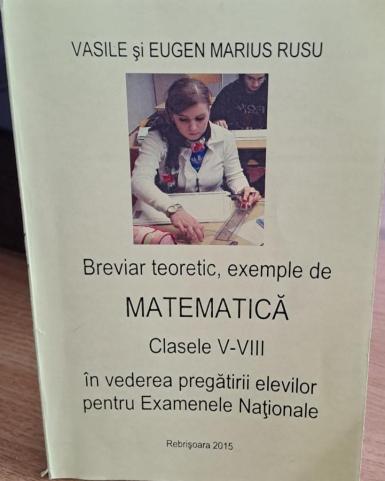 VASILE și EUGEN MARIUS RUSU
Breviar teoretic, exemple de
MATEMATICĂ
Clasele V-VIII
în vederea pregătirii elevilor
pentru Examenele Naţionale
Rebrişoara 2015